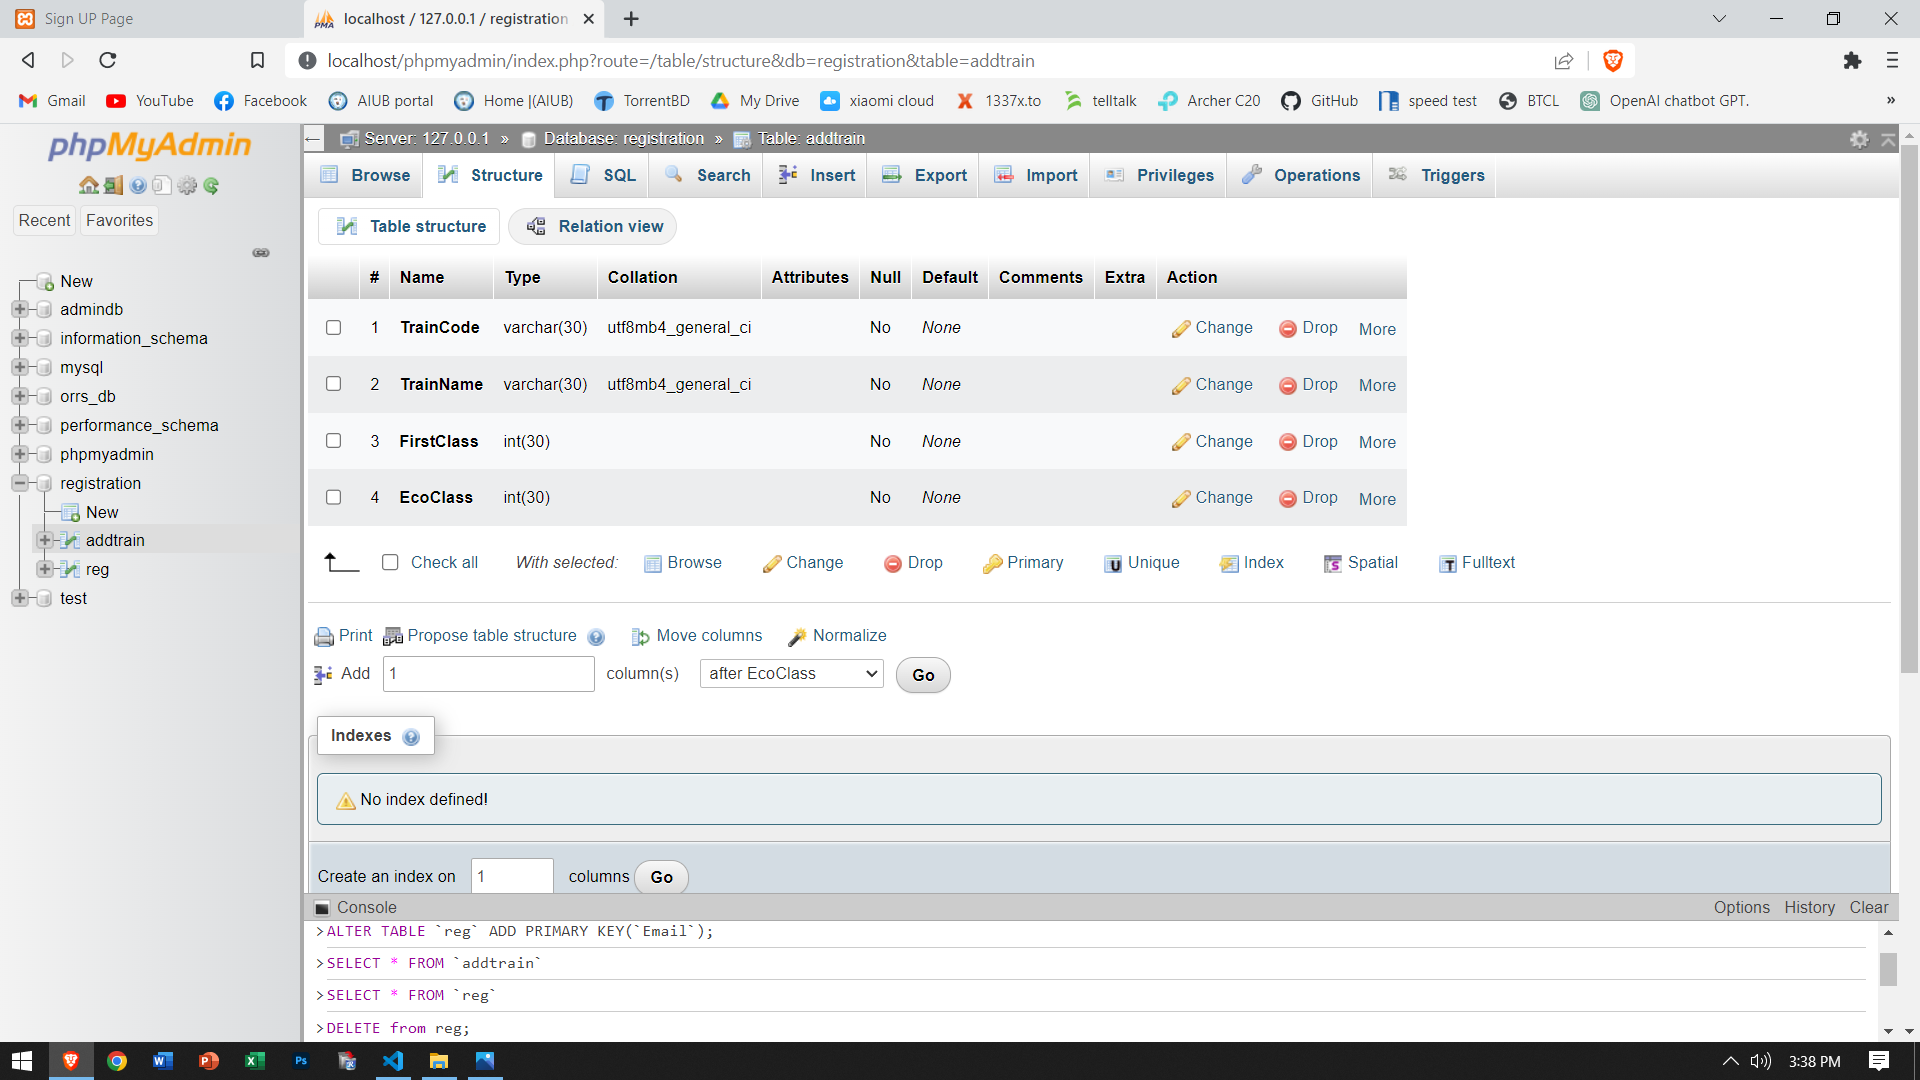 Sign UP Page
localhost / 127.0.0.1 / registration
localhost/phpmyadmin/index.php?route=/table/structure&db=registration&table=addtrain
Gmail YouTube Facebook AIUB portal Home |(AIUB) TorrentBD My Drive xiaomi cloud 1337x.to telltalk Archer C20 GitHub speed test BTCL OpenAI chatbot GPT. »
phpMyAdmin
Recent Favorites
New
admindb
information_schema
mysql
orrs_db
performance_schema
phpmyadmin
registration
New
addtrain
reg
test
Server: 127.0.0.1 » Database: registration » Table: addtrain
Browse Structure SQL Search Insert Export Import Privileges Operations Triggers
Table structure Relation view
# Name Type Collation Attributes Null Default Comments Extra Action
1 TrainCode varchar(30) utf8mb4_general_ci No None Change Drop More
2 TrainName varchar(30) utf8mb4_general_ci No None Change Drop More
3 FirstClass int(30) No None Change Drop More
4 EcoClass int(30) No None Change Drop More
Check all With selected: Browse Change Drop Primary Unique Index Spatial Fulltext
Print Propose table structure Move columns Normalize
Add 1 column(s) after EcoClass Go
Indexes
No index defined!
Create an index on 1 columns Go
Console Options History Clear
>ALTER TABLE `reg` ADD PRIMARY KEY(`Email`);
>SELECT * FROM `addtrain`
>SELECT * FROM `reg`
>DELETE from reg;
3:38 PM